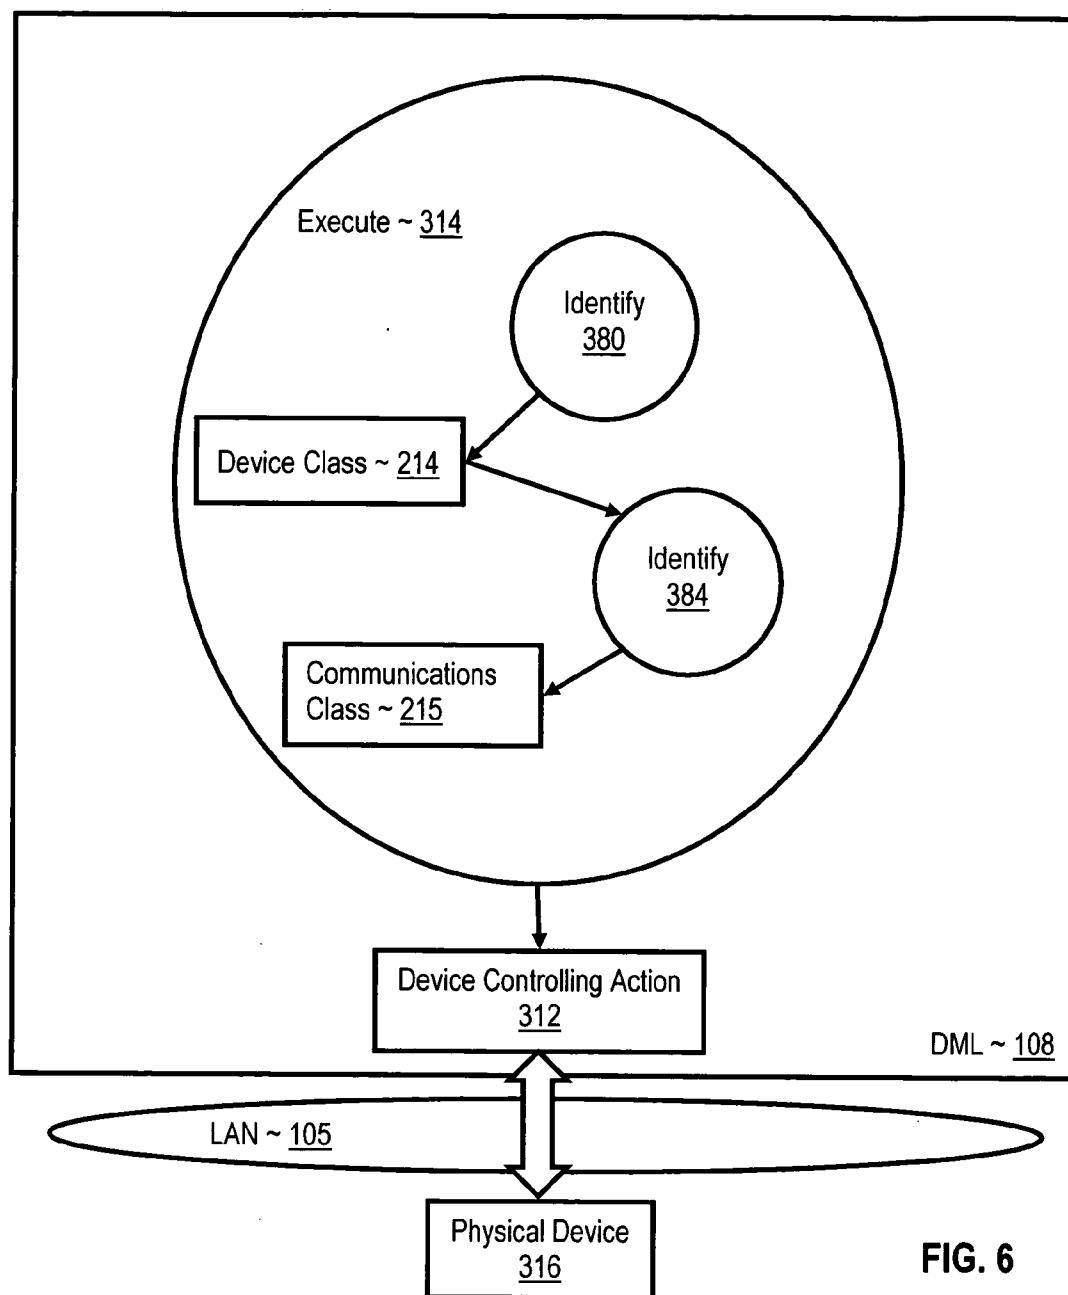 Execute ~ 314
Identify
380
Device Class ~ 214
Identify
384
Communications
Class ~ 215
Device Controlling Action
312
DML ~ 108
LAN ~ 105
Physical Device
316
FIG. 6